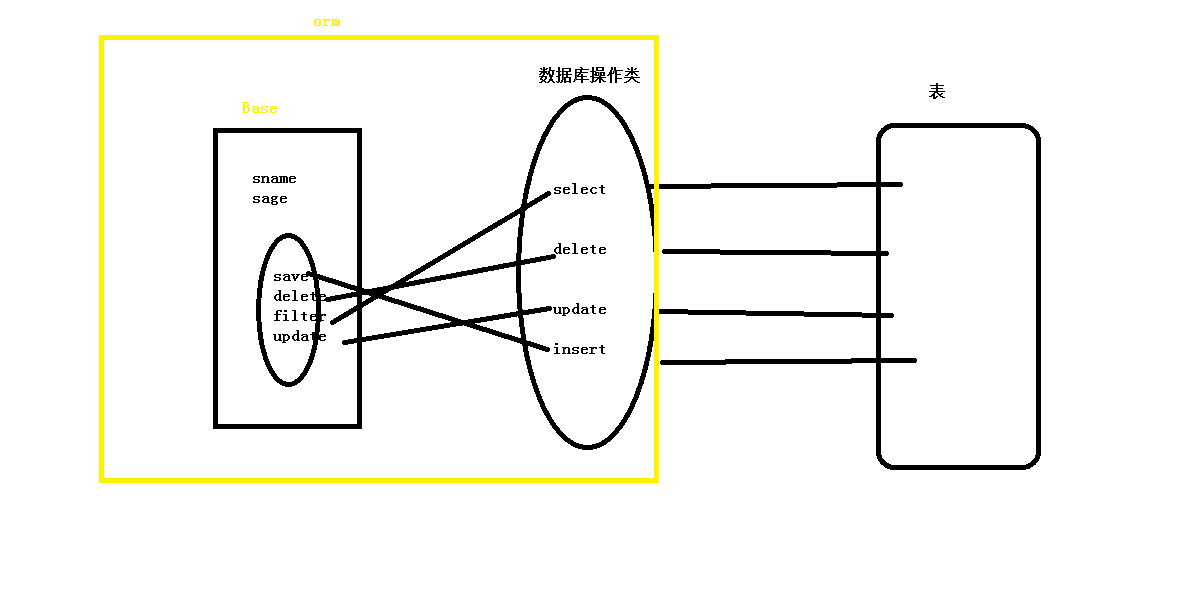 orm
数据库操作类
表
Base
sname
sage
save
delete
filter
update
select
delete
update
insert